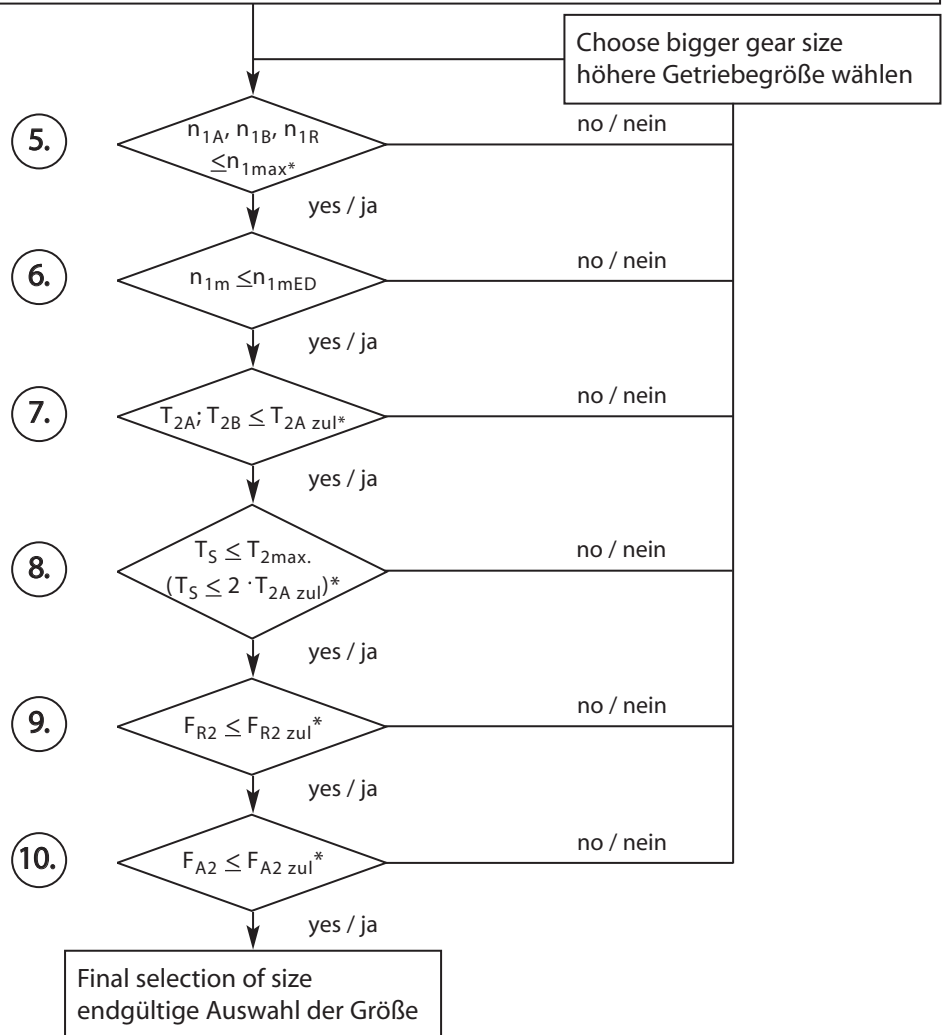 Choose bigger gear size
höhere Getriebegröße wählen
5.
n1A, n1B, n1R
≤n1max*
no / nein
yes / ja
6.
n1m ≤n1mED
no / nein
yes / ja
7.
T2A; T2B ≤ T2A zul*
no / nein
yes / ja
8.
TS ≤ T2max.
(TS ≤ 2 · T2A zul)*
no / nein
yes / ja
9.
FR2 ≤ FR2 zul*
no / nein
yes / ja
10.
FA2 ≤ FA2 zul*
no / nein
yes / ja
Final selection of size
endgültige Auswahl der Größe